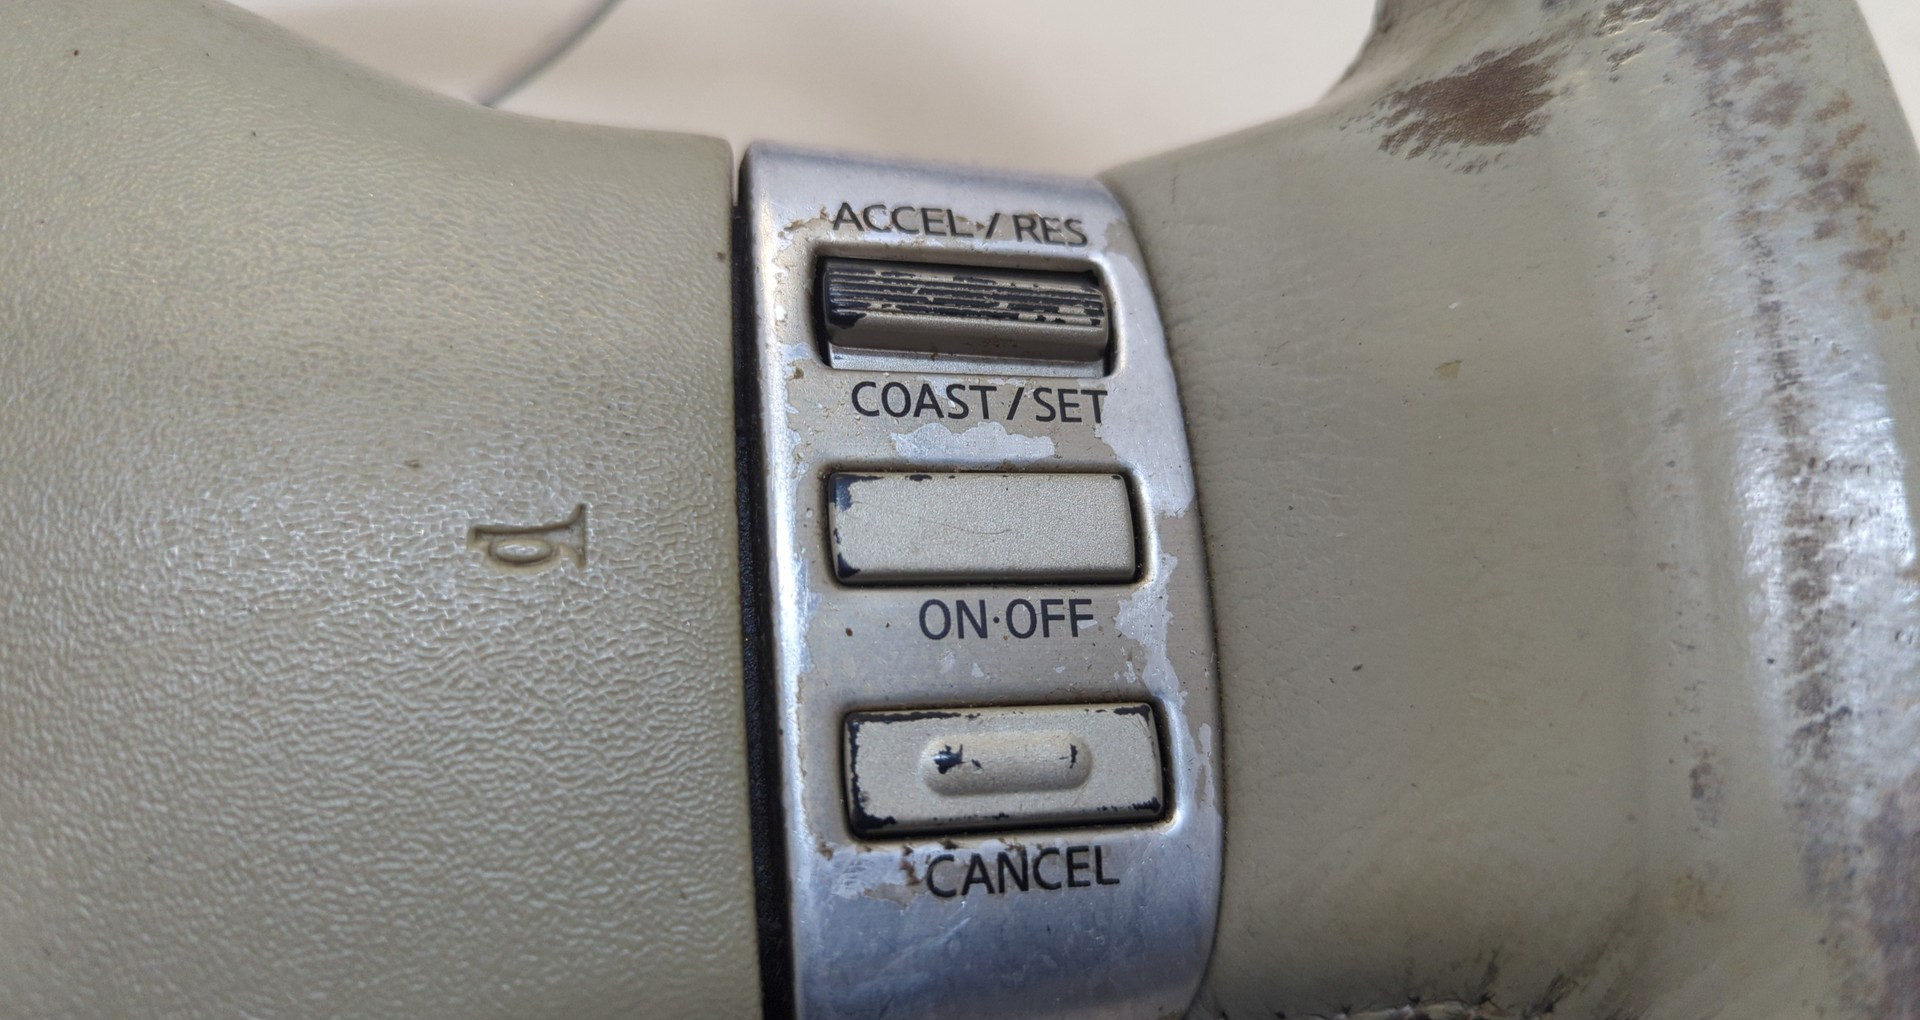 ACCEL / RES
COAST / SET
ON·OFF
CANCEL